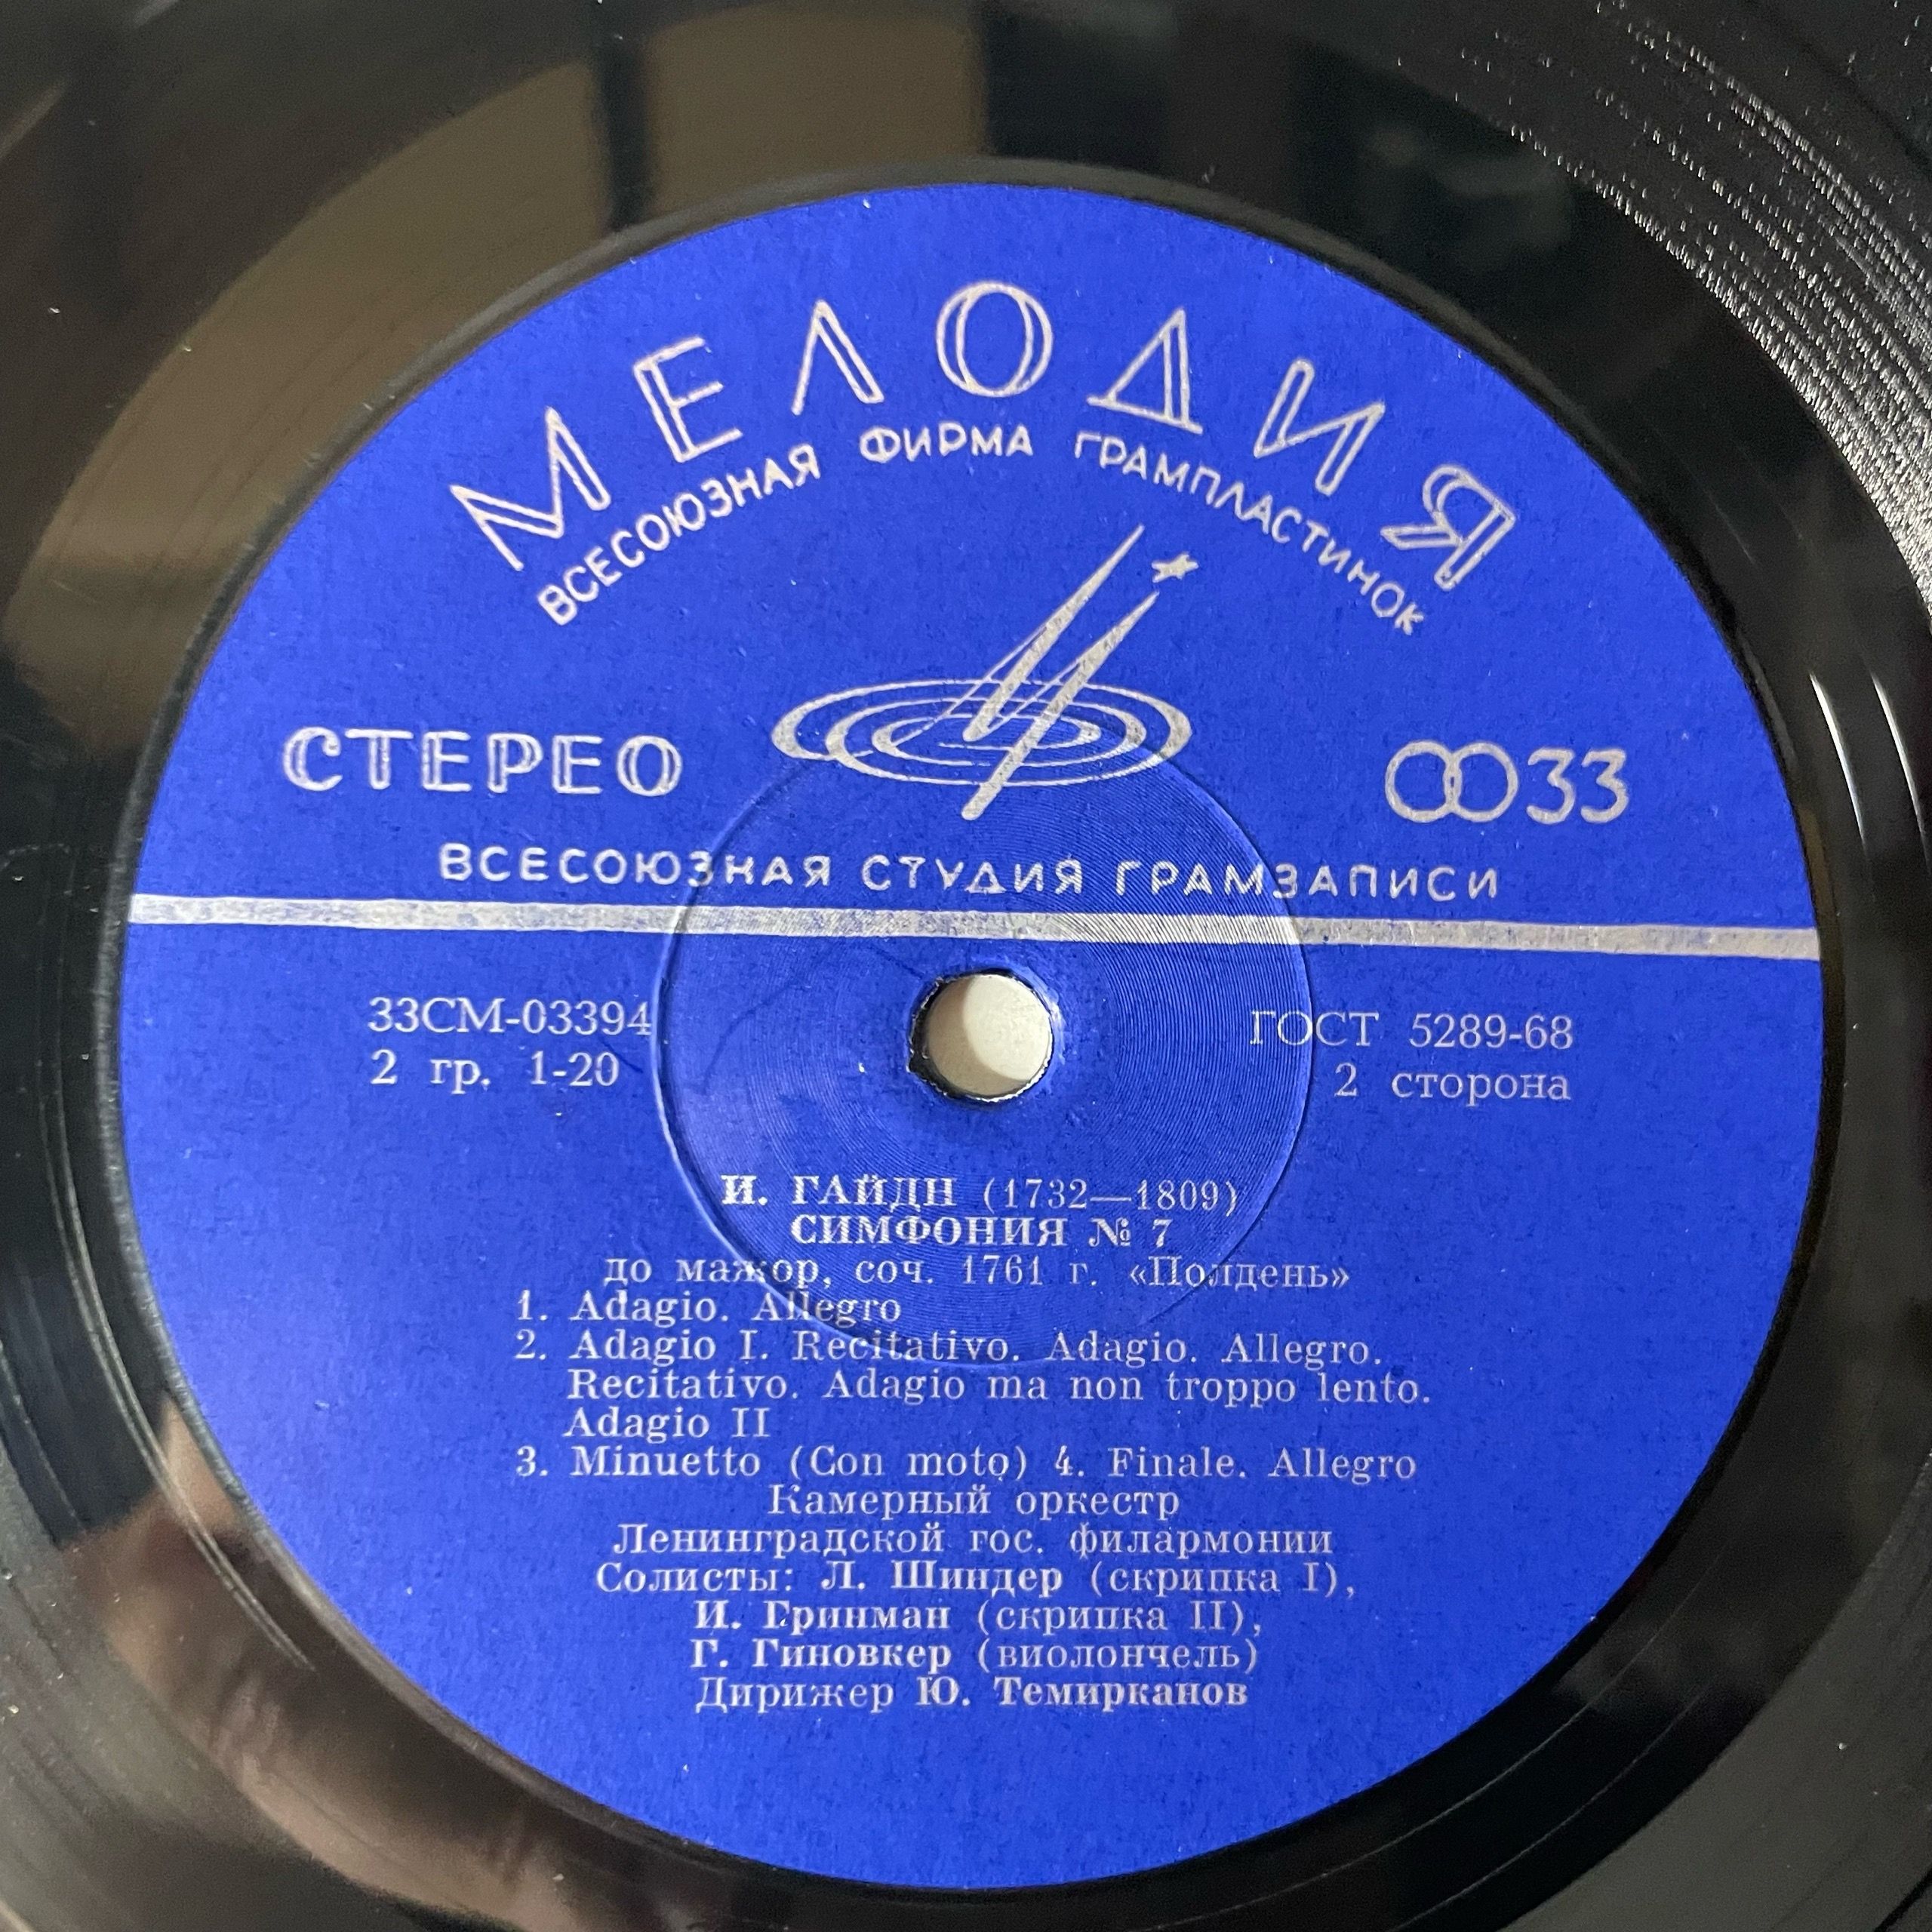 МЕЛОДИЯ
ВСЕСОЮЗНАЯ ФИРМА ГРАМПЛАСТИНОК
СТЕРЕО
33
ВСЕСОЮЗНАЯ СТУДИЯ ГРАМЗАПИСИ
33СМ-03394
ГОСТ 5289-68
2 гр. 1-20
2 сторона
И. ГАЙДН (1732—1809)
СИМФОНИЯ № 7
до мажор, соч. 1761 г. «Полдень»
1. Adagio. Allegro
2. Adagio I. Recitativo. Adagio. Allegro.
Recitativo. Adagio ma non troppo lento.
Adagio II
3. Minuetto (Con moto) 4. Finale. Allegro
Камерный оркестр
Ленинградской гос. филармонии
Солисты: Л. Шиндер (скрипка I),
И. Гринман (скрипка II),
Г. Гиновкер (виолончель)
Дирижер Ю. Темирканов